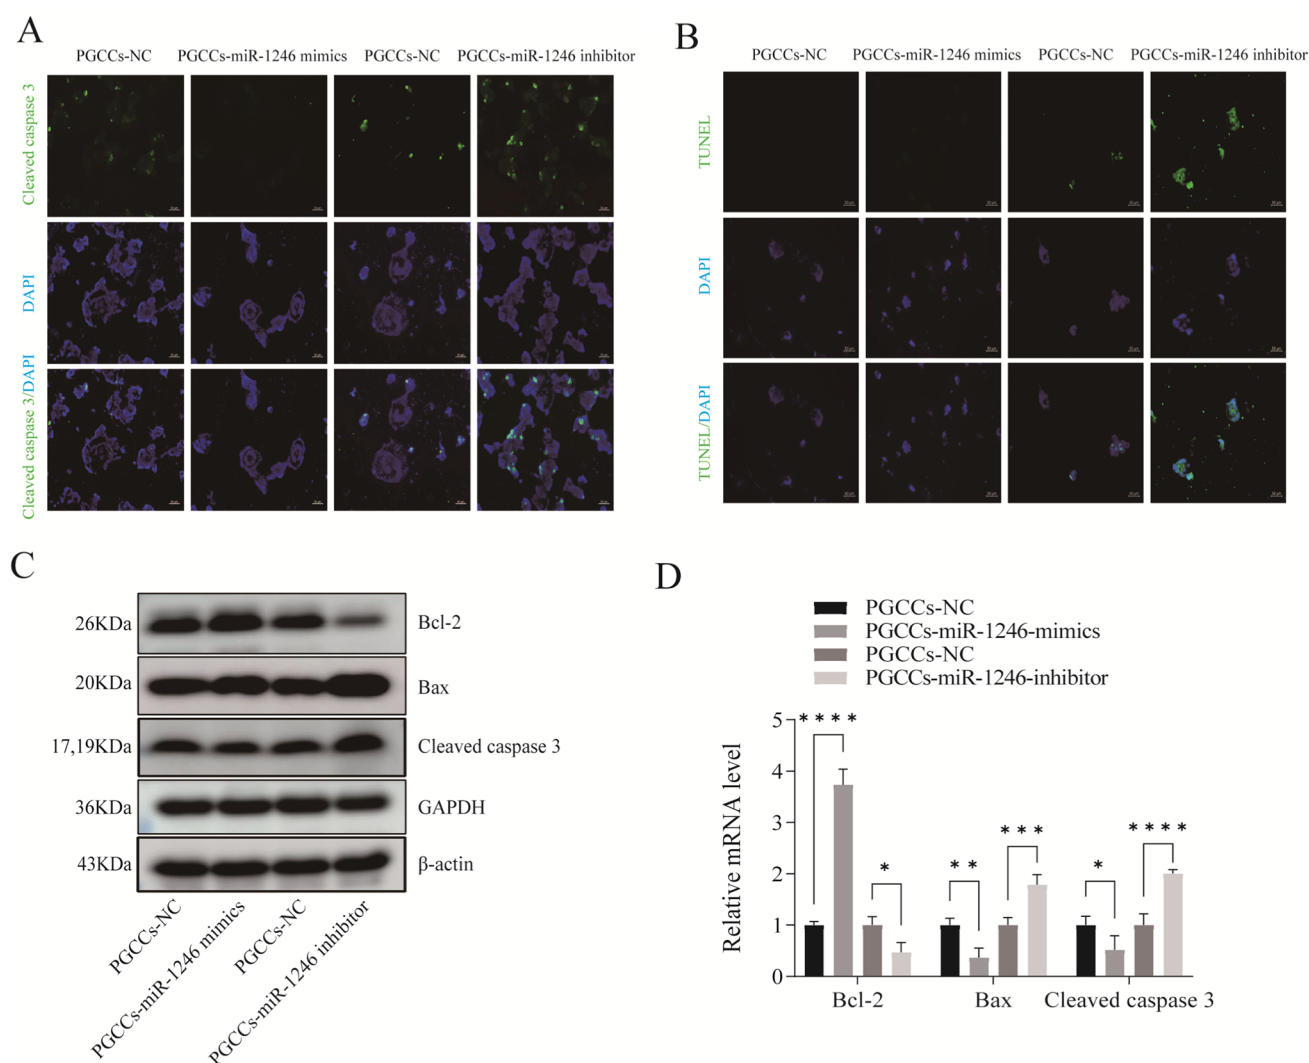 A
PGCCs-NC PGCCs-miR-1246 mimics PGCCs-NC PGCCs-miR-1246 inhibitor
Cleaved caspase 3
DAPI
Cleaved caspase 3/DAPI
B
PGCCs-NC PGCCs-miR-1246 mimics PGCCs-NC PGCCs-miR-1246 inhibitor
TUNEL
DAPI
TUNEL/DAPI
C
26KDa Bcl-2
20KDa Bax
17,19KDa Cleaved caspase 3
36KDa GAPDH
43KDa β-actin
PGCCs-NC
PGCCs-miR-1246 mimics
PGCCs-NC
PGCCs-miR-1246 inhibitor
D
PGCCs-NC
PGCCs-miR-1246-mimics
PGCCs-NC
PGCCs-miR-1246-inhibitor
Relative mRNA level
5
4
3
2
1
0
****
*
**
***
*
****
Bcl-2 Bax Cleaved caspase 3